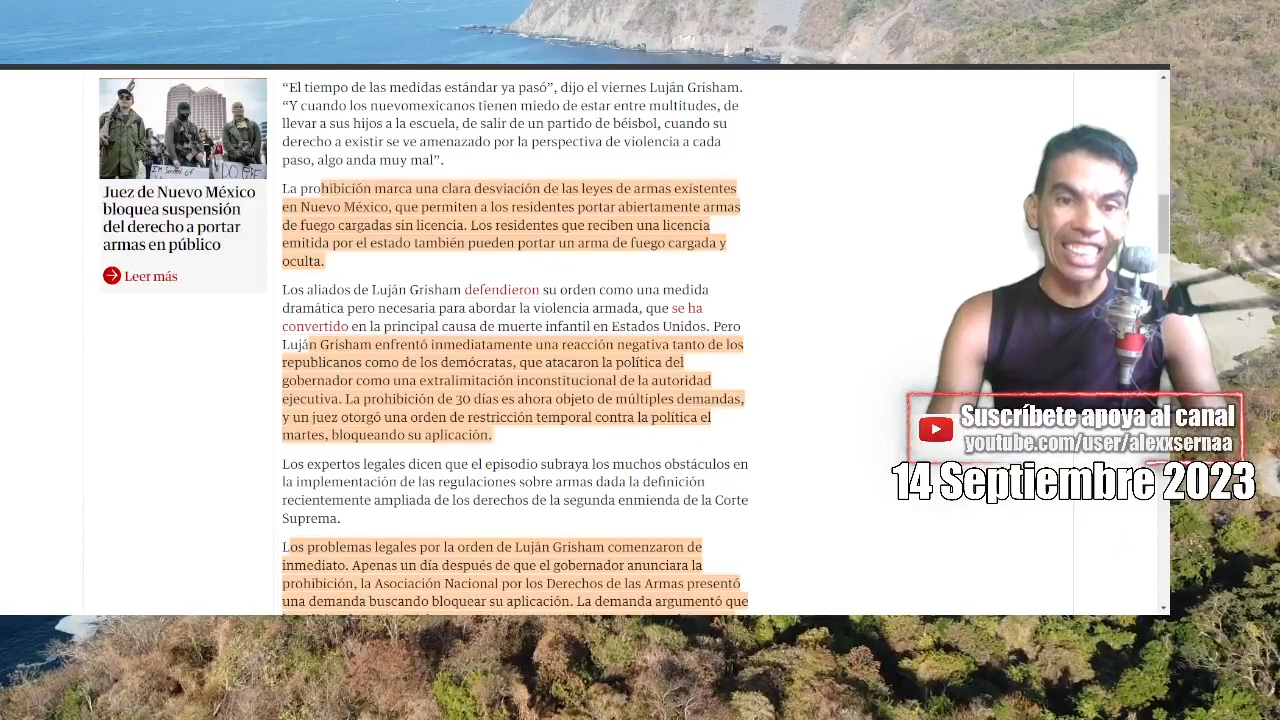 “El tiempo de las medidas estándar ya pasó”, dijo el viernes Luján Grisham.
“Y cuando los nuevomexicanos tienen miedo de estar entre multitudes, de
llevar a sus hijos a la escuela, de salir de un partido de béisbol, cuando su
derecho a existir se ve amenazado por la perspectiva de violencia a cada
paso, algo anda muy mal”.
Juez de Nuevo México
bloquea suspensión
del derecho a portar
armas en público
Leer más
La prohibición marca una clara desviación de las leyes de armas existentes
en Nuevo México, que permiten a los residentes portar abiertamente armas
de fuego cargadas sin licencia. Los residentes que reciben una licencia
emitida por el estado también pueden portar un arma de fuego cargada y
oculta.
Los aliados de Luján Grisham defendieron su orden como una medida
dramática pero necesaria para abordar la violencia armada, que se ha
convertido en la principal causa de muerte infantil en Estados Unidos. Pero
Luján Grisham enfrentó inmediatamente una reacción negativa tanto de los
republicanos como de los demócratas, que atacaron la política del
gobernador como una extralimitación inconstitucional de la autoridad
ejecutiva. La prohibición de 30 días es ahora objeto de múltiples demandas,
y un juez otorgó una orden de restricción temporal contra la política el
martes, bloqueando su aplicación.
Los expertos legales dicen que el episodio subraya los muchos obstáculos en
la implementación de las regulaciones sobre armas dada la definición
recientemente ampliada de los derechos de la segunda enmienda de la Corte
Suprema.
Los problemas legales por la orden de Luján Grisham comenzaron de
inmediato. Apenas un día después de que el gobernador anunciara la
prohibición, la Asociación Nacional por los Derechos de las Armas presentó
una demanda buscando bloquear su aplicación. La demanda argumentó que
Suscríbete apoya al canal
youtube.com/user/alexxsernaa
14 Septiembre 2023